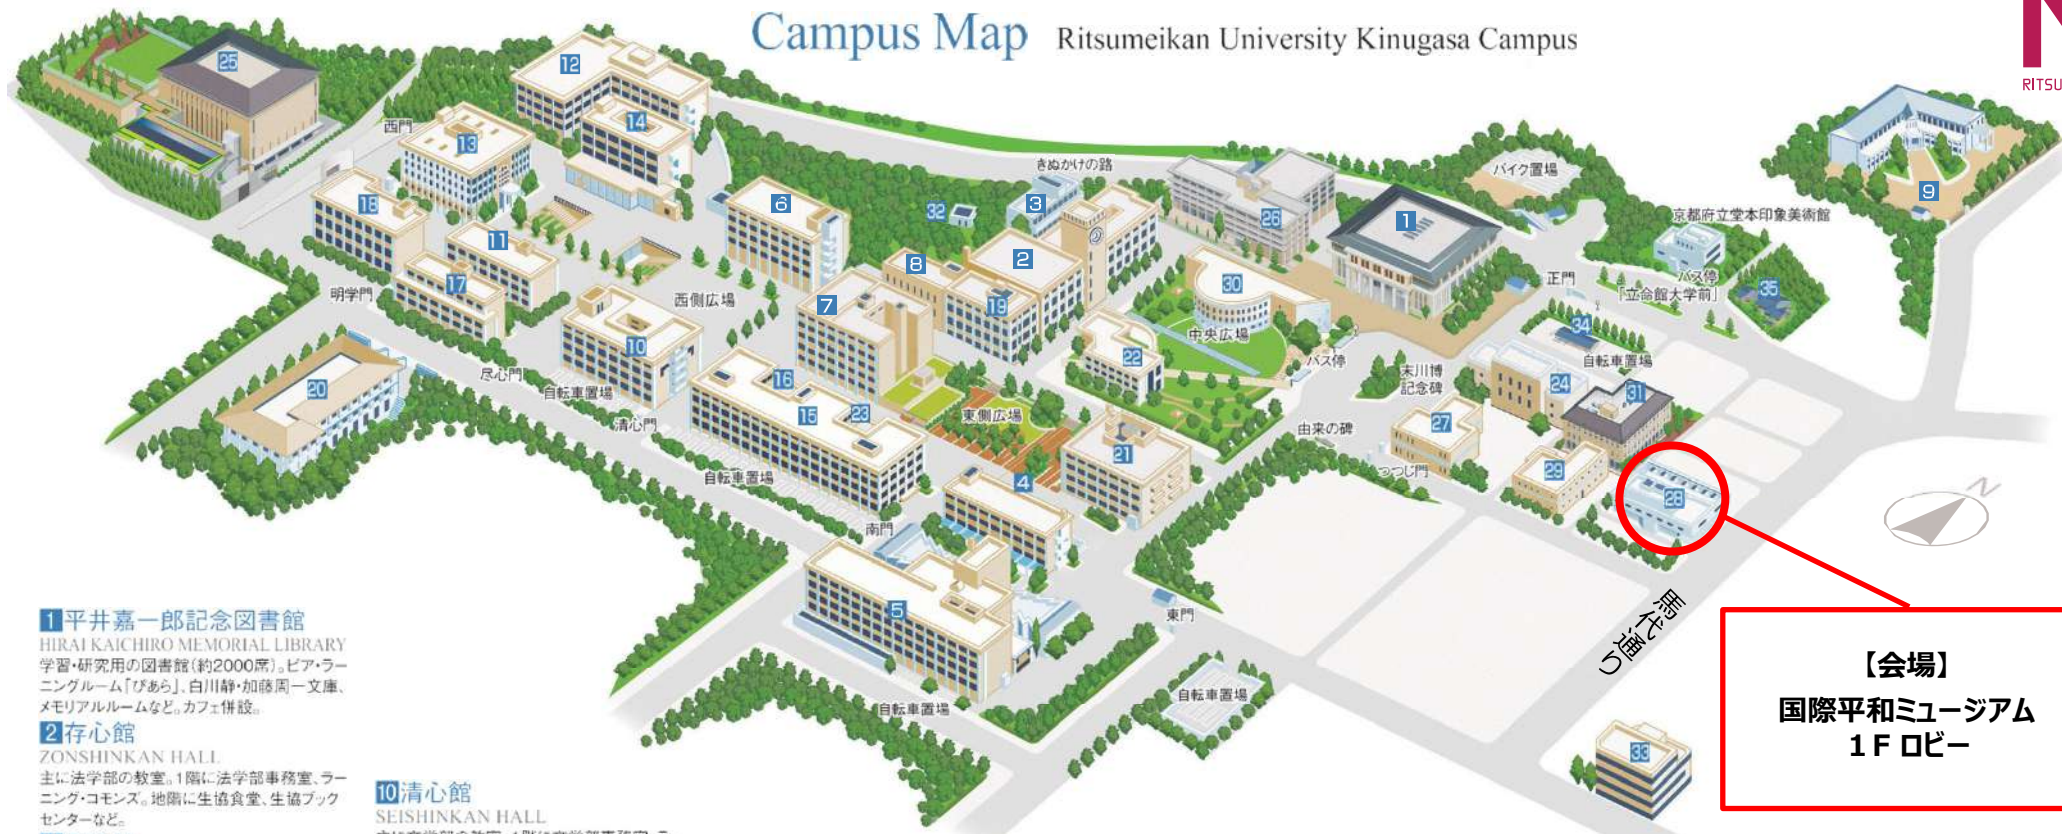 Campus Map Ritsumeikan University Kinugasa Campus
RITSU
25
12
14
西門
13
18
11
17
明学門
6
32
3
きぬかけの路
26
1
バイク置場
9
京都府立堂本印象美術館
バス停
「立命館大学前」
35
正門
34
自転車置場
8
2
19
7
西側広場
30
中央広場
バス停
22
末川博
記念碑
24
31
10
尽心門
自転車置場
清心門
20
16
15
23
東側広場
21
由来の碑
27
つつじ門
29
28
N
自転車置場
4
南門
5
東門
自転車置場
自転車置場
馬代通り
33
【会場】
国際平和ミュージアム
1F ロビー
1平井嘉一郎記念図書館
HIRAI KAICHIRO MEMORIAL LIBRARY
学習・研究用の図書館(約2000席)。ピア・ラー
ニングルーム「ぴあら」、白川静・加藤周一文庫、
メモリアルルームなど。カフェ併設。
2存心館
ZONSHINKAN HALL
主に法学部の教室。1階に法学部事務室、ラー
ニング・コモンズ。地階に生協食堂、生協ブック
センターなど。
10清心館
SEISHINKAN HALL